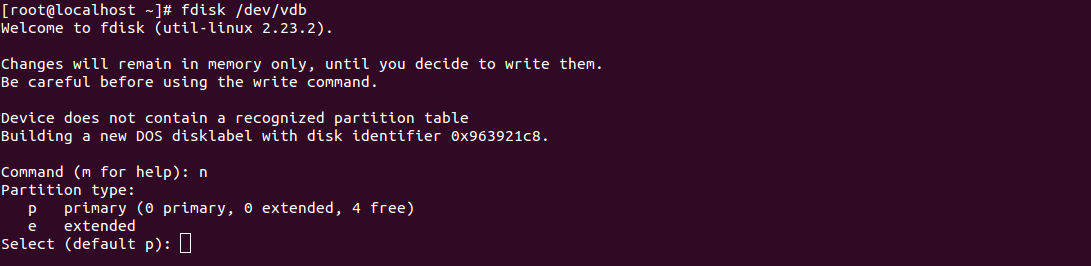 [root@localhost ~]# fdisk /dev/vdb
Welcome to fdisk (util-linux 2.23.2).

Changes will remain in memory only, until you decide to write them.
Be careful before using the write command.

Device does not contain a recognized partition table
Building a new DOS disklabel with disk identifier 0x963921c8.

Command (m for help): n
Partition type:
   p   primary (0 primary, 0 extended, 4 free)
   e   extended
Select (default p):